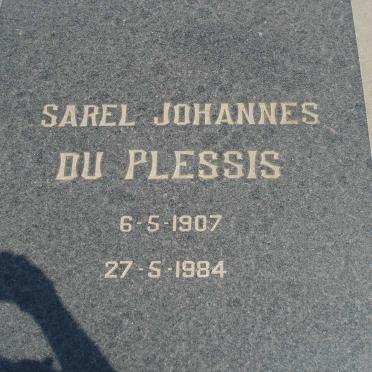 SAREL JOHANNES
DU PLESSIS
6-5-1907
27-5-1984